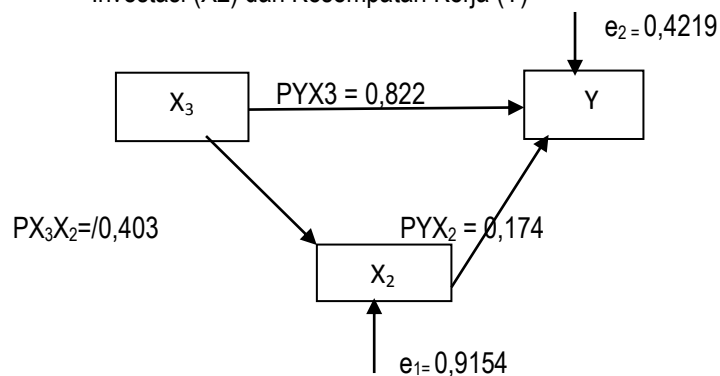 Investasi (X2) dan Kesempatan Kerja (Y)
e₂ = 0,4219
X₃
PYX3 = 0,822
Y
PX₃X₂=/0,403
PYX₂ = 0,174
X₂
e₁= 0,9154